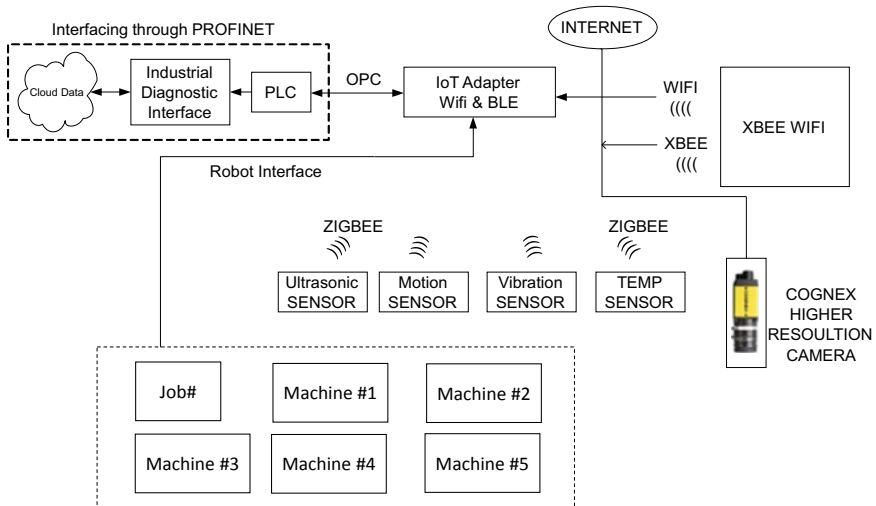 Interfacing through PROFINET
INTERNET
Cloud Data
Industrial
Diagnostic
Interface
PLC
OPC
IoT Adapter
Wifi & BLE
WIFI
((((
XBEE
((((
XBEE WIFI
Robot Interface
ZIGBEE
ZIGBEE
Ultrasonic
SENSOR
Motion
SENSOR
Vibration
SENSOR
TEMP
SENSOR
COGNEX
HIGHER
RESOULTION
CAMERA
Job#
Machine #1
Machine #2
Machine #3
Machine #4
Machine #5